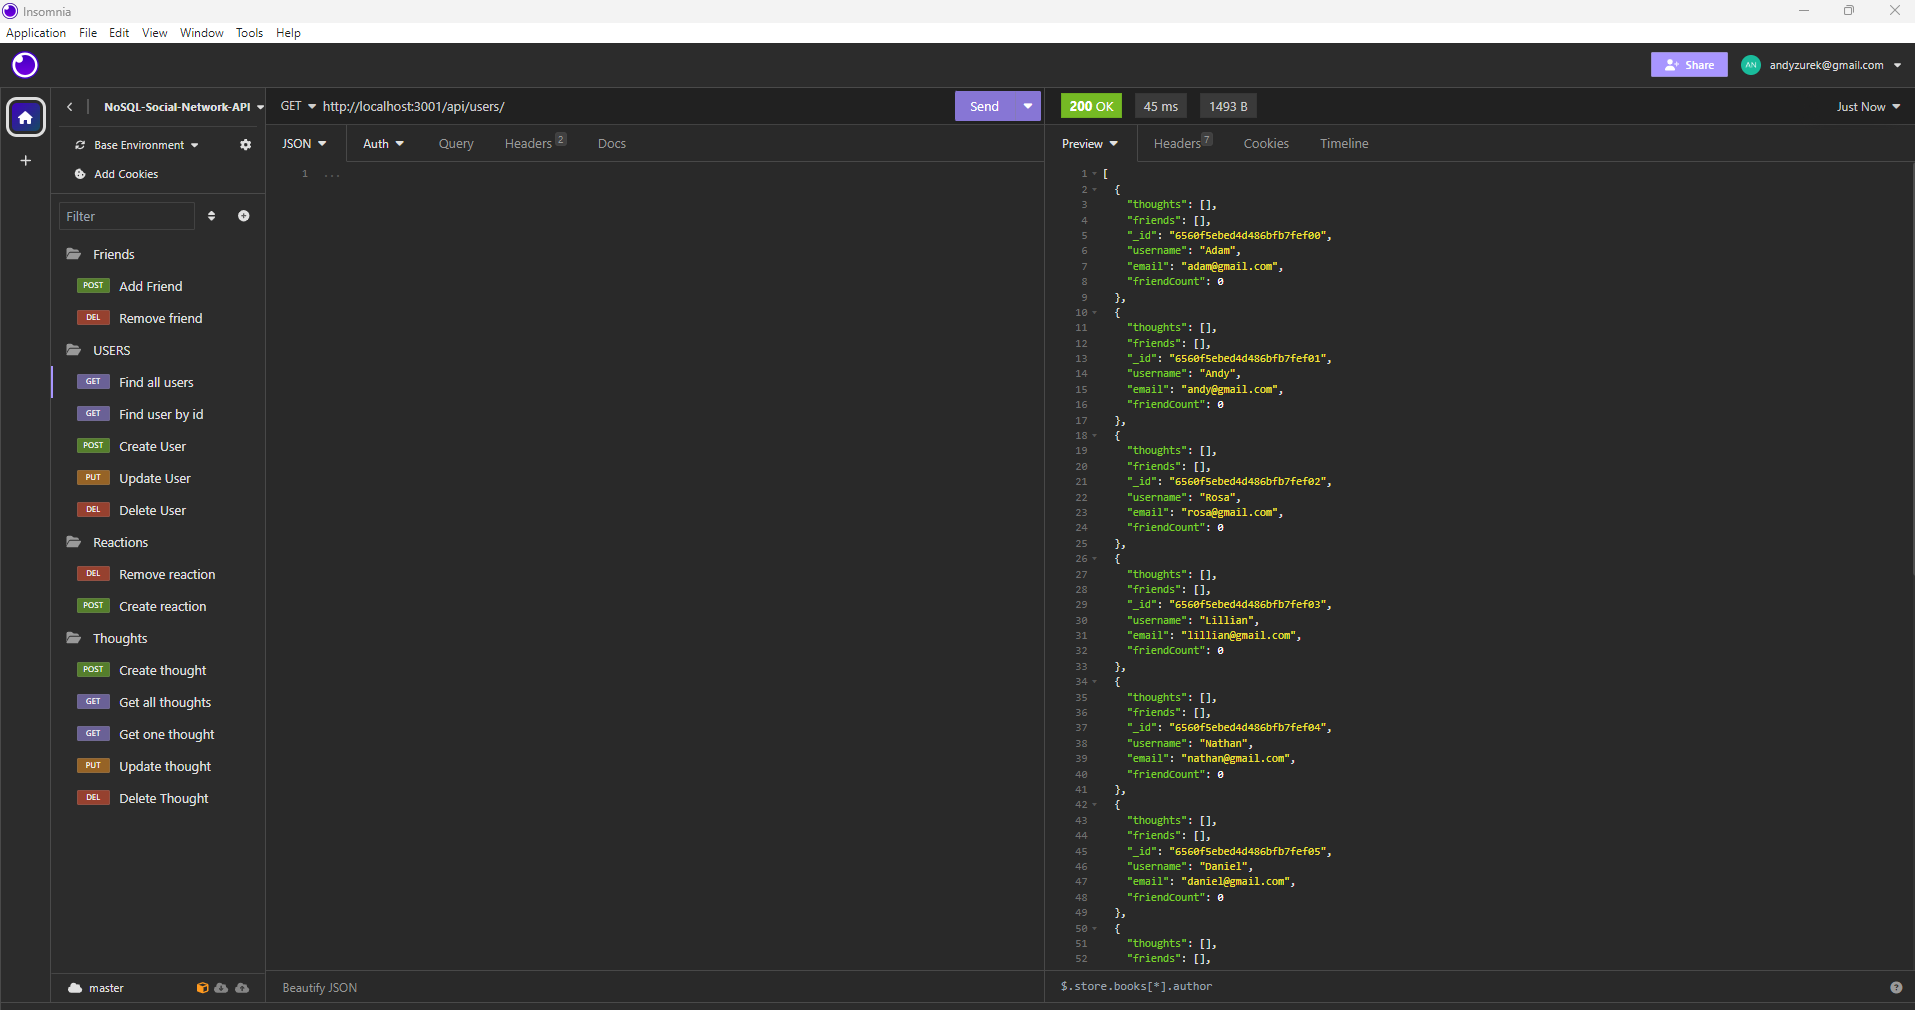 Insomnia
Application File Edit View Window Tools Help
Share AN andyzurek@gmail.com
NoSQL-Social-Network-API
GET http://localhost:3001/api/users/ Send
200 OK 45 ms 1493 B Just Now
Base Environment
Add Cookies
JSON Auth Query Headers 2 Docs
Preview Headers 7 Cookies Timeline
Filter
Friends
POST Add Friend
DEL Remove friend
USERS
GET Find all users
GET Find user by id
POST Create User
PUT Update User
DEL Delete User
Reactions
DEL Remove reaction
POST Create reaction
Thoughts
POST Create thought
GET Get all thoughts
GET Get one thought
PUT Update thought
DEL Delete Thought
master
1 ...
Beautify JSON
1 [
2 {
3 "thoughts": [],
4 "friends": [],
5 "_id": "6560f5ebed4d486bfb7fef00",
6 "username": "Adam",
7 "email": "adam@gmail.com",
8 "friendCount": 0
9 },
10 {
11 "thoughts": [],
12 "friends": [],
13 "_id": "6560f5ebed4d486bfb7fef01",
14 "username": "Andy",
15 "email": "andy@gmail.com",
16 "friendCount": 0
17 },
18 {
19 "thoughts": [],
20 "friends": [],
21 "_id": "6560f5ebed4d486bfb7fef02",
22 "username": "Rosa",
23 "email": "rosa@gmail.com",
24 "friendCount": 0
25 },
26 {
27 "thoughts": [],
28 "friends": [],
29 "_id": "6560f5ebed4d486bfb7fef03",
30 "username": "Lillian",
31 "email": "lillian@gmail.com",
32 "friendCount": 0
33 },
34 {
35 "thoughts": [],
36 "friends": [],
37 "_id": "6560f5ebed4d486bfb7fef04",
38 "username": "Nathan",
39 "email": "nathan@gmail.com",
40 "friendCount": 0
41 },
42 {
43 "thoughts": [],
44 "friends": [],
45 "_id": "6560f5ebed4d486bfb7fef05",
46 "username": "Daniel",
47 "email": "daniel@gmail.com",
48 "friendCount": 0
49 },
50 {
51 "thoughts": [],
52 "friends": [],
$.store.books[*].author